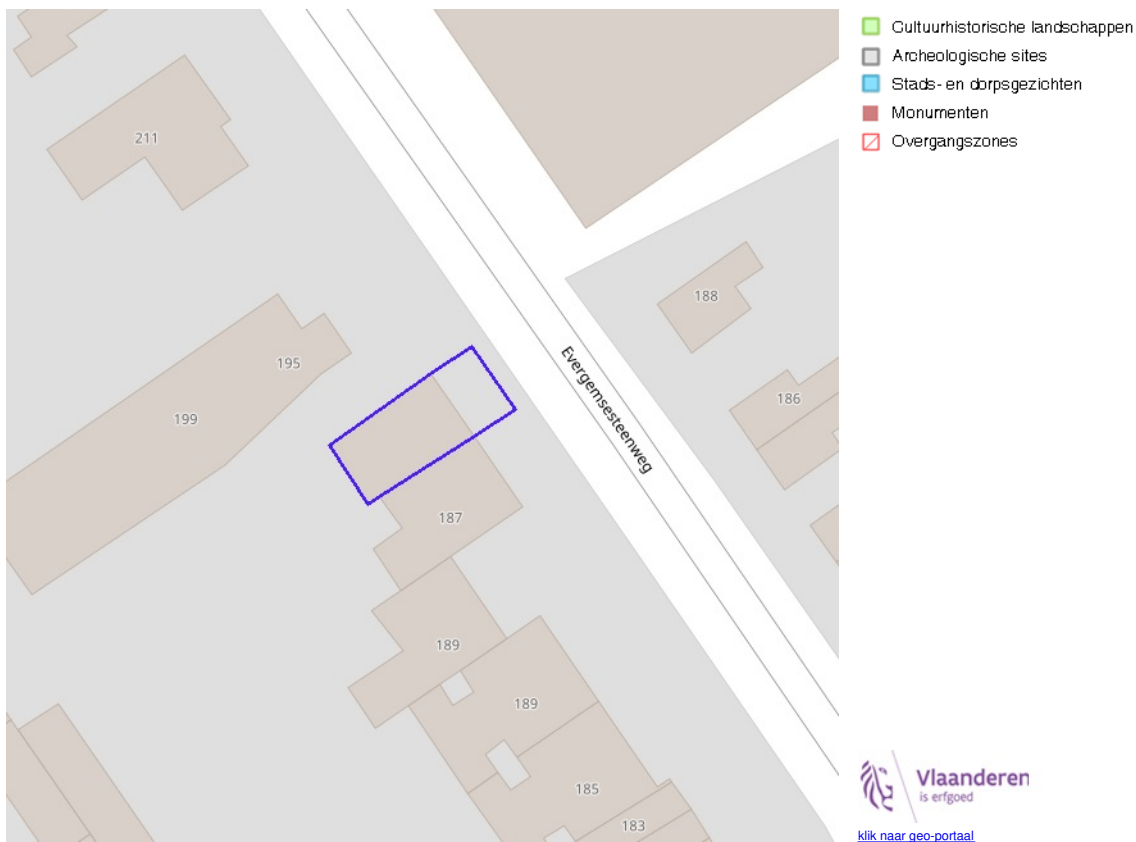 Cultuurhistorische landschappen
Archeologische sites
Stads- en dorpsgezichten
Monumenten
Overgangszones
211
188
195
186
199
Evergemsesteenweg
187
189
189
185
183
Vlaanderen
is erfgoed
klik naar geo-portaal